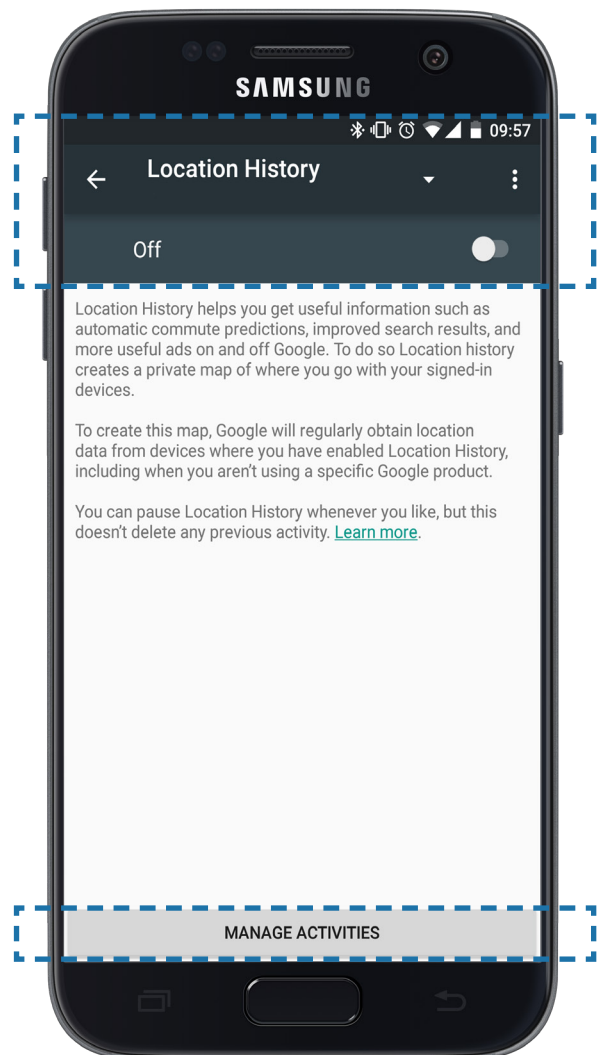 SAMSUNG
09:57
Location History
Off
Location History helps you get useful information such as
automatic commute predictions, improved search results, and
more useful ads on and off Google. To do so Location history
creates a private map of where you go with your signed-in
devices.
To create this map, Google will regularly obtain location
data from devices where you have enabled Location History,
including when you aren’t using a specific Google product.
You can pause Location History whenever you like, but this
doesn’t delete any previous activity. Learn more.
MANAGE ACTIVITIES